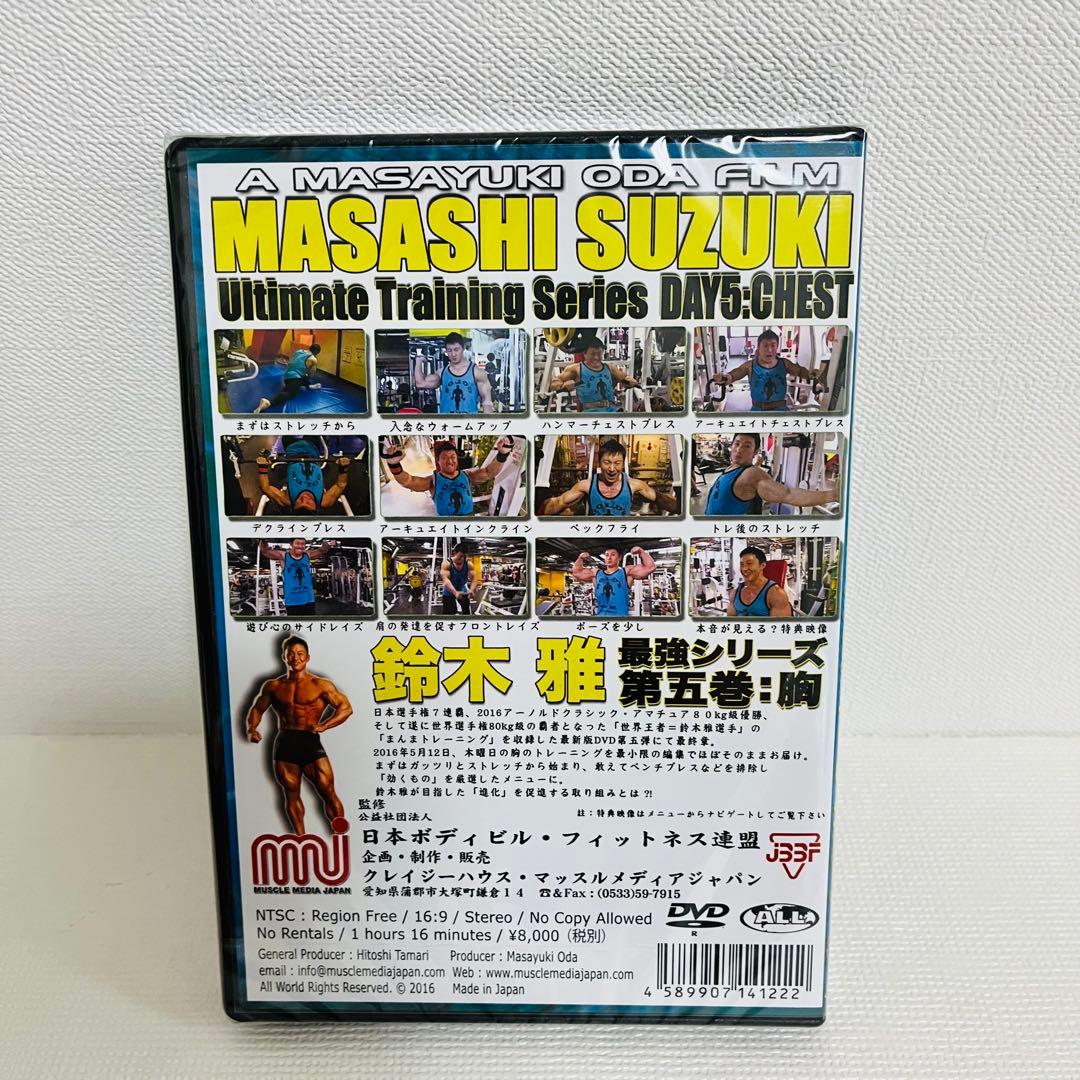 A MASAYUKI ODA FILM
MASASHI SUZUKI
Ultimate Training Series DAY5:CHEST
まずはストレッチから
入念なウォームアップ
ハンマーチェストプレス
アーキュエイトチェストプレス
デクラインプレス
アーキュエイトインクライン
ペックフライ
トレ後のストレッチ
遊び心のサイドレイズ
肩の発達を促すフロントレイズ
ポーズを少し
本音が見える?特典映像
鈴木 雅
最強シリーズ
第五巻:胸
日本選手権7連覇、2016アーノルドクラシック・アマチュア80kg級優勝、
そして遂に世界選手権80kg級の覇者となった「世界王者=鈴木雅選手」の
「まんまトレーニング」を収録した最新版DVD第五弾にて最終章。
2016年5月12日、木曜日の胸のトレーニングを最小限の編集でほぼそのままお届け。
まずはガッツリとストレッチから始まり、敢えてベンチプレスなどを排除し
「効くもの」を厳選したメニューに。
鈴木雅が目指した「進化」を促進する取り組みとは?!
註:特典映像はメニューからナビゲートしてご覧下さい
監修
公益社団法人
日本ボディビル・フィットネス連盟
企画・制作・販売
クレイジーハウス・マッスルメディアジャパン
愛知県蒲郡市大塚町鎌倉14 ☎&Fax:(0533)59-7915
mmj
MUSCLE MEDIA JAPAN
JBBF
NTSC : Region Free / 16:9 / Stereo / No Copy Allowed
No Rentals / 1 hours 16 minutes / ¥8,000(税別)
DVD
R
ALL
General Producer : Hitoshi Tamari Producer : Masayuki Oda
email : info@musclemediajapan.com Web : www.musclemediajapan.com
All World Rights Reserved. © 2016 Made in Japan
4 589907 141222